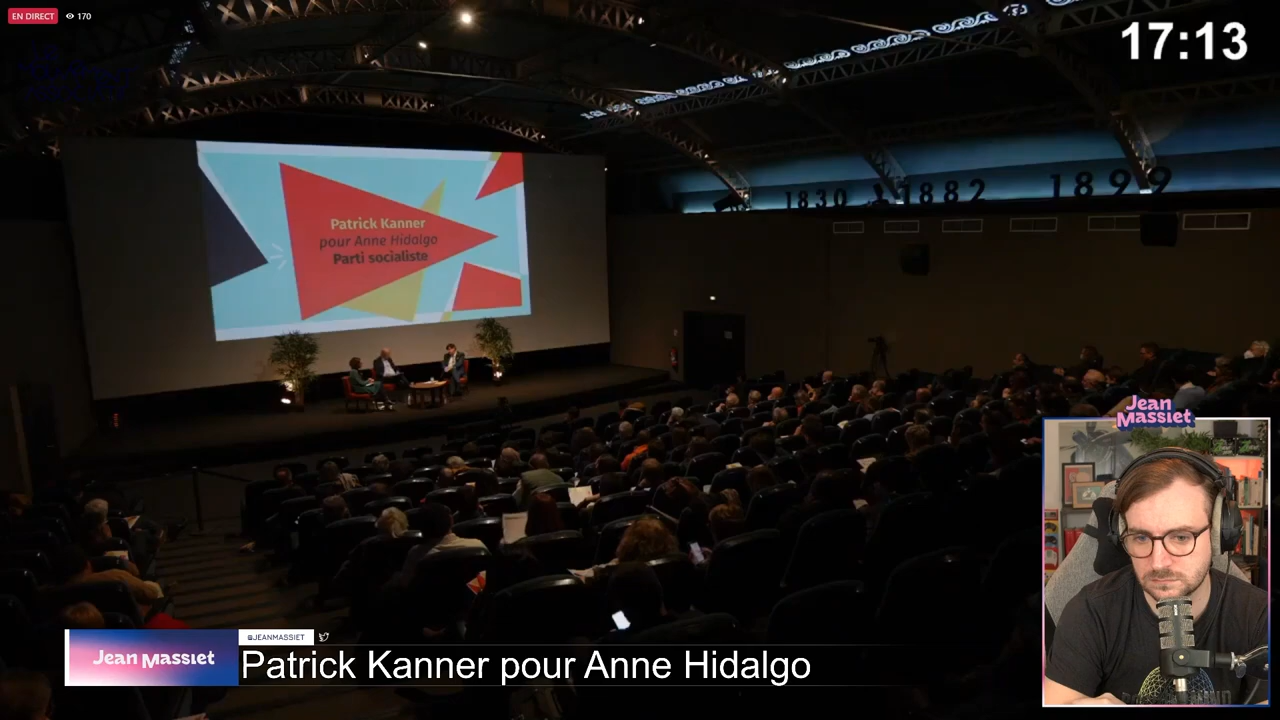 EN DIRECT 170
17:13
1830 1882 1899
Patrick Kanner
pour Anne Hidalgo
Parti socialiste
Jean
Massiet
@JEANMASSIET
Jean Massiet
Patrick Kanner pour Anne Hidalgo